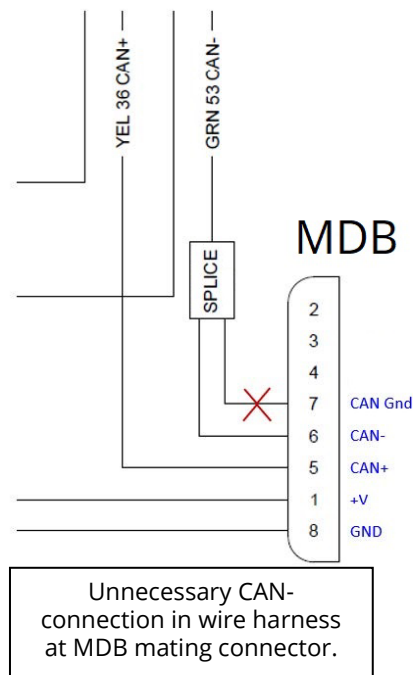 YEL 36 CAN+
GRN 53 CAN-
SPLICE
MDB
2
3
4
7 CAN Gnd
6 CAN-
5 CAN+
1 +V
8 GND
Unnecessary CAN-
connection in wire harness
at MDB mating connector.